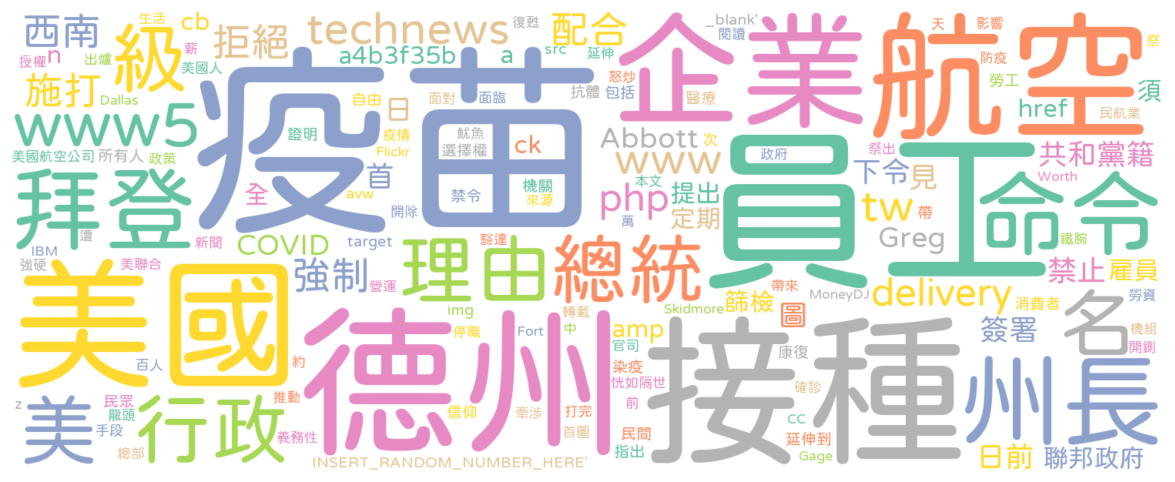 西南
生活
cb
級
拒絕
technews
復甦
配合
_blank'
閱讀
企業
航空
天
影響
祭
授權
n
出爐
薪
美國人
a4b3f35b
a
src
延伸
怒炒
包括
防疫
勞工
施打
Dallas
疫苗
自由
日
面對
面臨
抗體
醫療
href
須
民航業
www5
證明
疫情
Flickr
魷魚
選擇權
ck
Abbott
次
www
政府
員工
祭出
下令
見
共和黨籍
Worth
美國航空公司
所有人
政策
拜登
全
首
avw
開除
禁令
機關
來源
本文
php
提出
定期
萬
tw
帶
命令
IBM
遭
新聞
COVID
target
豁達
Greg
鐵腕
強硬
美聯合
強制
營運
理由
總統
帶來
篩檢
MoneyDJ
delivery
消費者
禁止
雇員
勞資
美國
img
Skidmore
圖
停職
Fort
轉載
中
amp
官司
康復
簽署
名
機組
開鍘
百人
約
德州
染疫
恍如隔世
接種
確診
州長
z
美
民眾
龍頭
手段
行政
推動
信仰
牽涉
打完
前
CC
義務性
首圖
民間
延伸到
總部
指出
Gage
日前
聯邦政府
INSERT_RANDOM_NUMBER_HERE'